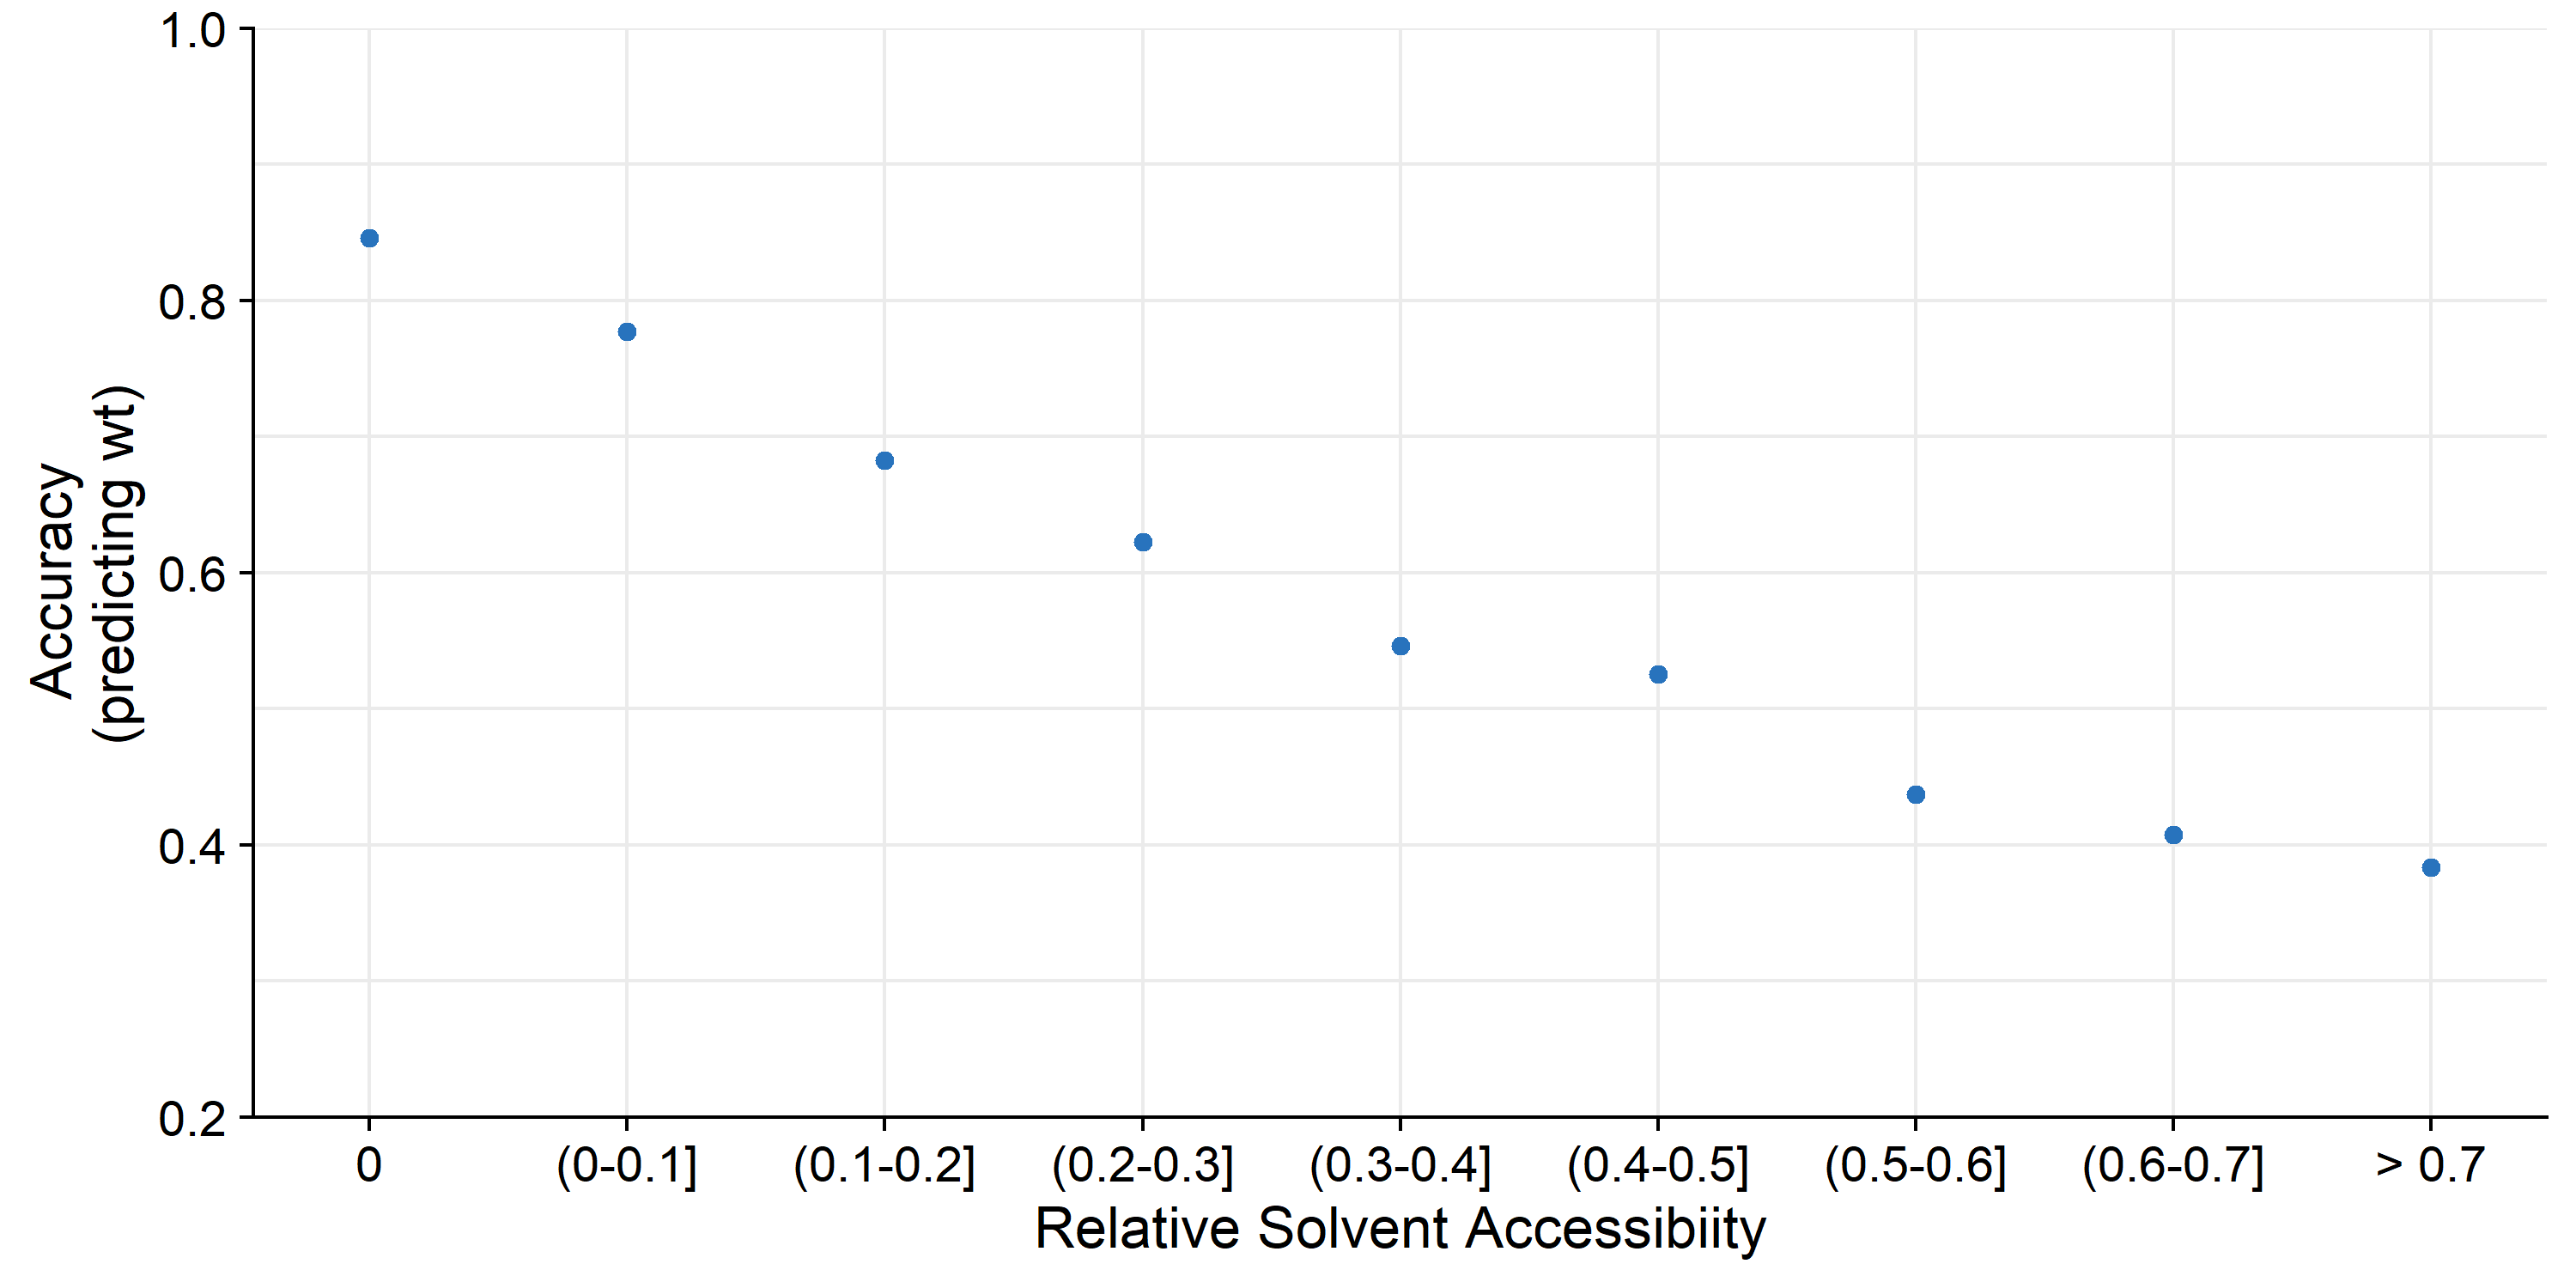 1.0
0.8
0.6
0.4
0.2
Accuracy
(predicting wt)
0 (0-0.1] (0.1-0.2] (0.2-0.3] (0.3-0.4] (0.4-0.5] (0.5-0.6] (0.6-0.7] > 0.7
Relative Solvent Accessibiity